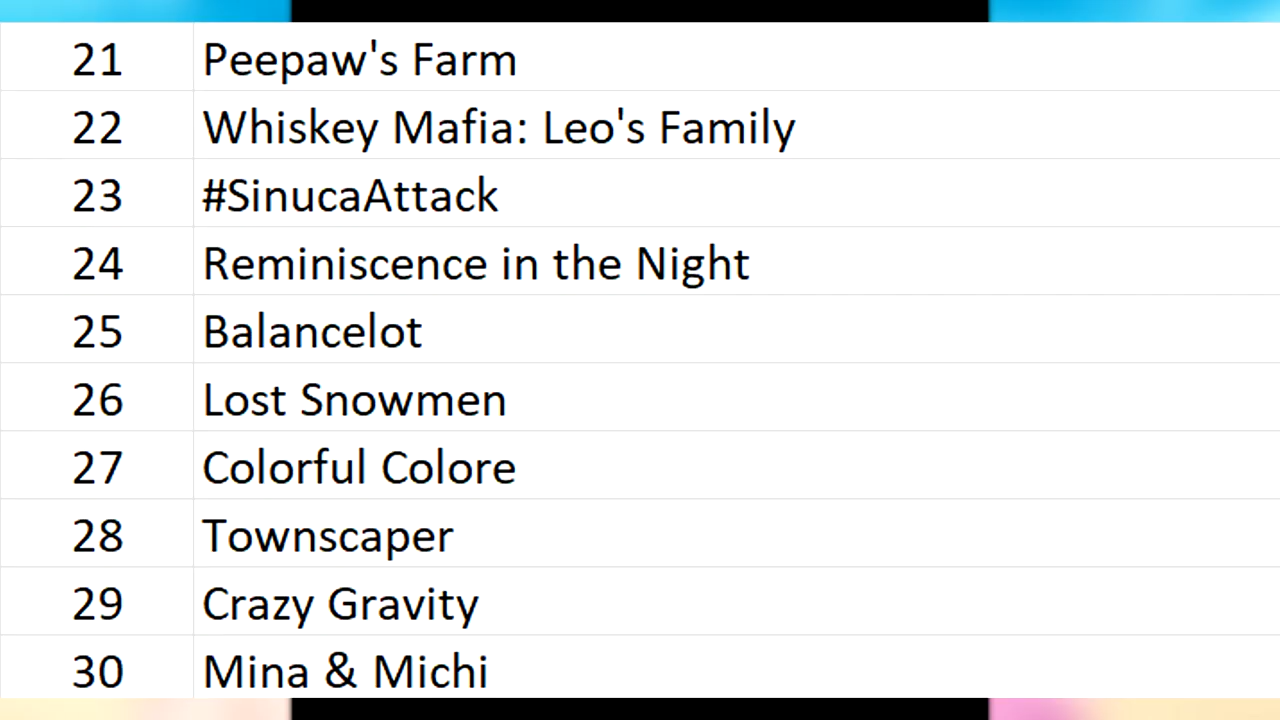 21 Peepaw's Farm
22 Whiskey Mafia: Leo's Family
23 #SinucaAttack
24 Reminiscence in the Night
25 Balancelot
26 Lost Snowmen
27 Colorful Colore
28 Townscaper
29 Crazy Gravity
30 Mina & Michi